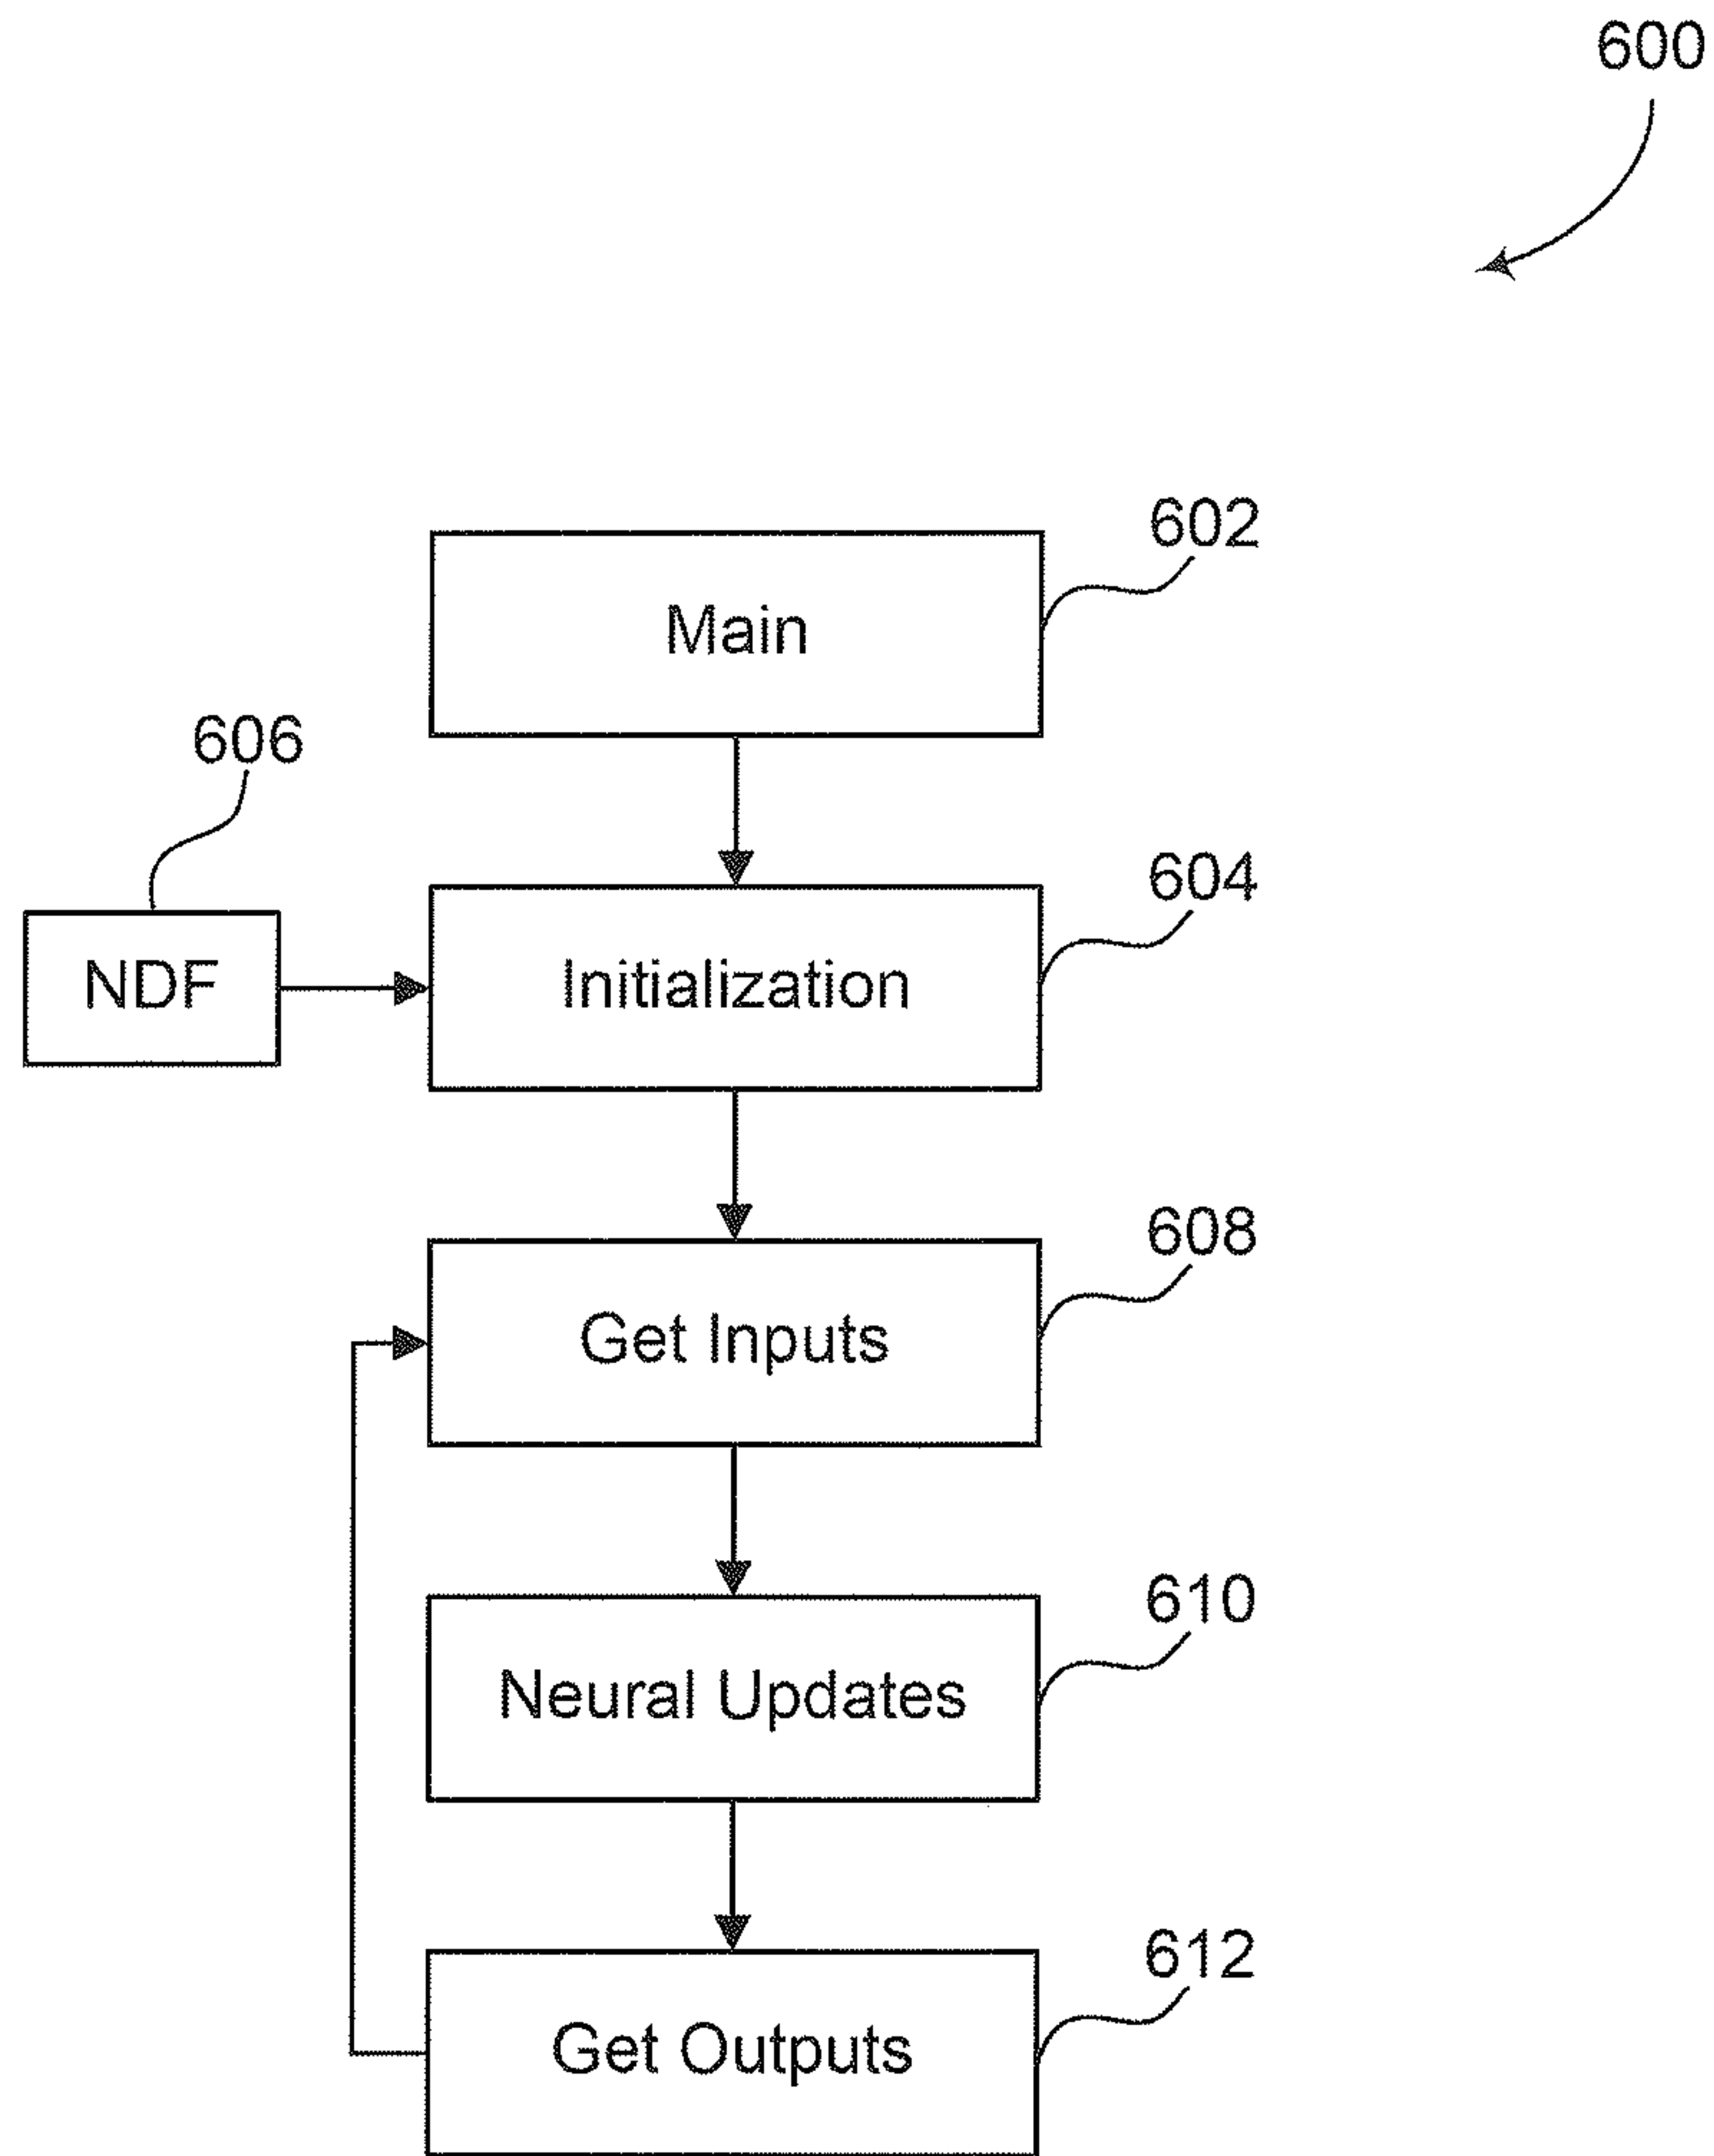 600
602
Main
606
604
NDF
Initialization
608
Get Inputs
610
Neural Updates
612
Get Outputs